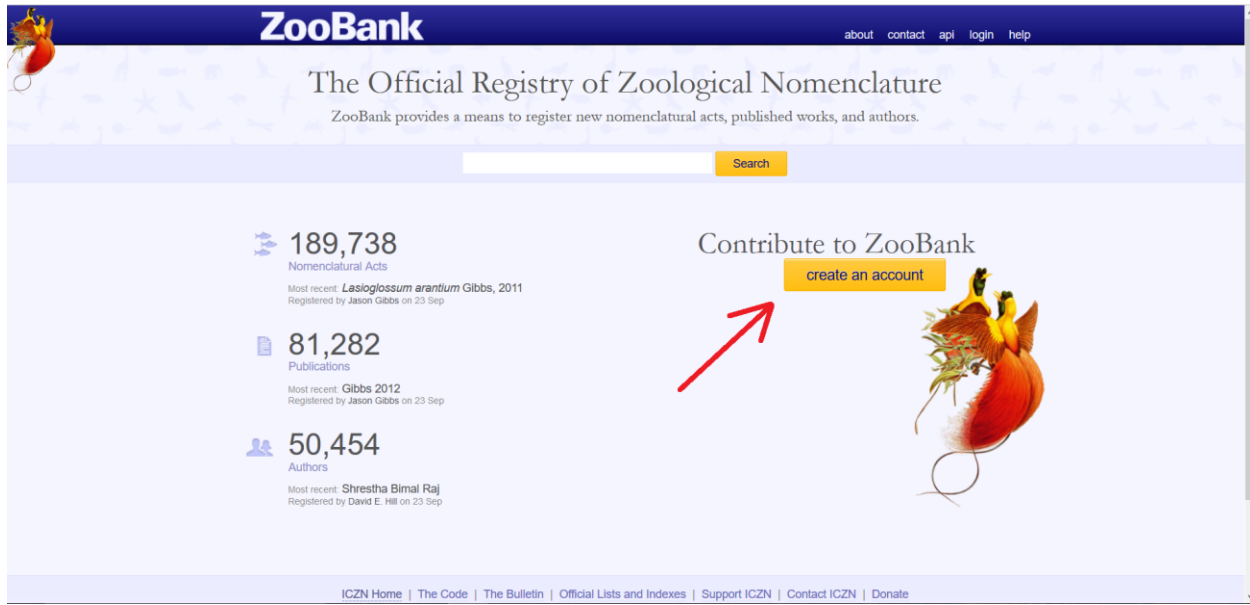 ZooBank
about contact api login help
The Official Registry of Zoological Nomenclature
ZooBank provides a means to register new nomenclatural acts, published works, and authors.
Search
189,738
Nomenclatural Acts
Most recent: Lasioglossum arantium Gibbs, 2011
Registered by Jason Gibbs on 23 Sep
81,282
Publications
Most recent: Gibbs 2012
Registered by Jason Gibbs on 23 Sep
50,454
Authors
Most recent: Shrestha Bimal Raj
Registered by David E. Hill on 23 Sep
Contribute to ZooBank
create an account
ICZN Home | The Code | The Bulletin | Official Lists and Indexes | Support ICZN | Contact ICZN | Donate